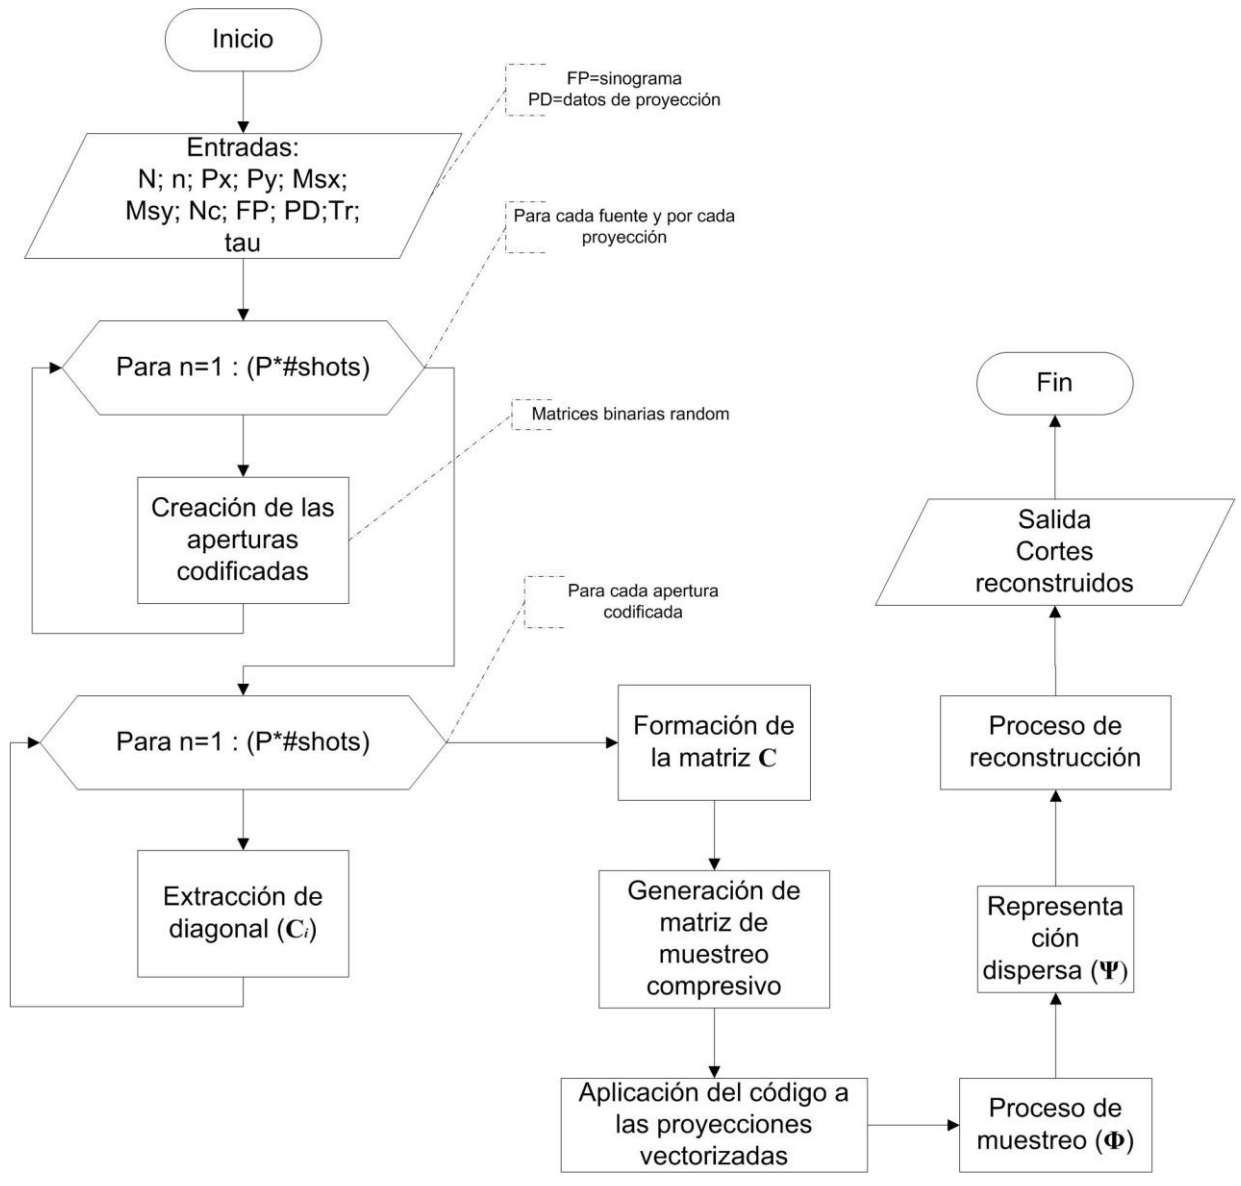 Inicio
FP=sinograma
PD=datos de proyección
Entradas:
N; n; Px; Py; Msx;
Msy; Nc; FP; PD;Tr;
tau
Para cada fuente y por cada
proyección
Para n=1 : (P*#shots)
Matrices binarias random
Creación de las
aperturas
codificadas
Para cada apertura
codificada
Para n=1 : (P*#shots)
Extracción de
diagonal (Ci)
Formación de
la matriz C
Generación de
matriz de
muestreo
compresivo
Aplicación del código a
las proyecciones
vectorizadas
Proceso de
muestreo (Φ)
Representa
ción
dispersa (Ψ)
Proceso de
reconstrucción
Salida
Cortes
reconstruidos
Fin